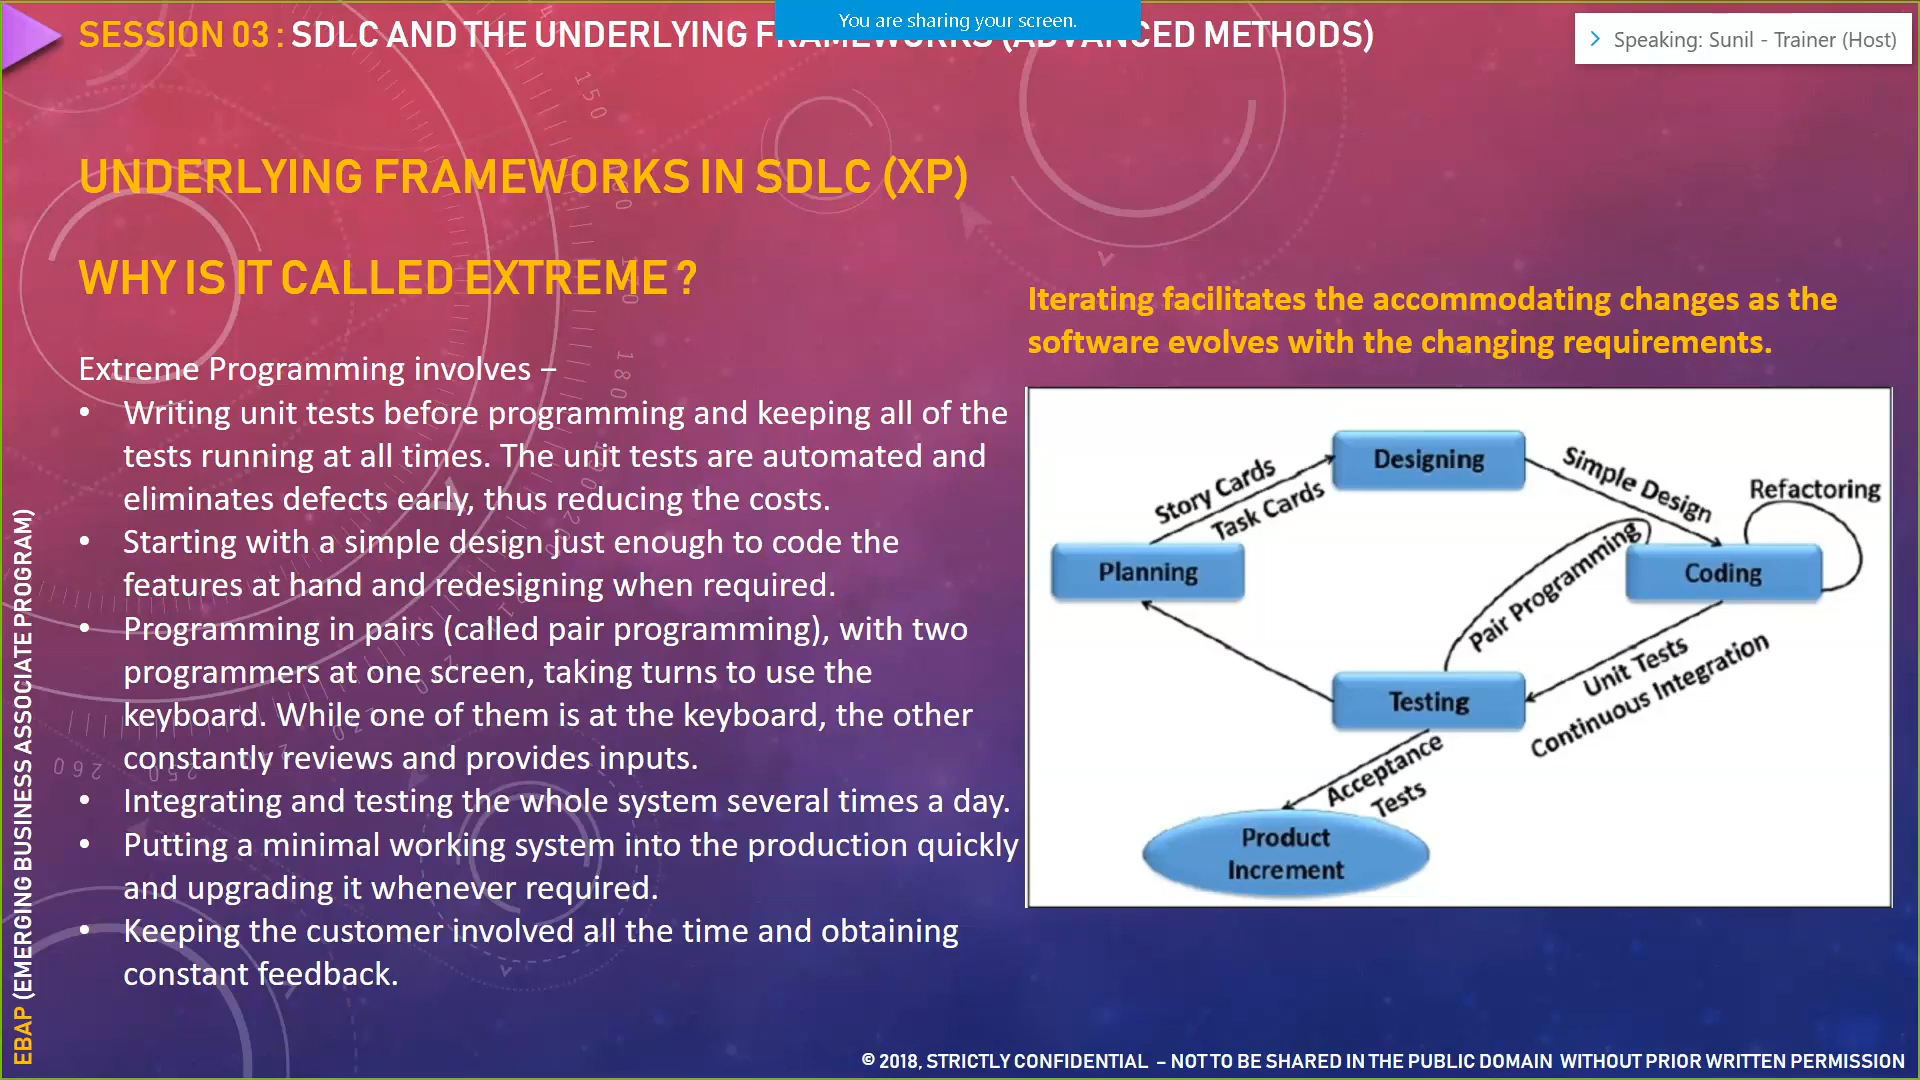 You are sharing your screen.
SESSION 03 : SDLC AND THE UNDERLYING FRAMEWORKS (ADVANCED METHODS)
Speaking: Sunil - Trainer (Host)
UNDERLYING FRAMEWORKS IN SDLC (XP)
WHY IS IT CALLED EXTREME ?
Extreme Programming involves –
• Writing unit tests before programming and keeping all of the
tests running at all times. The unit tests are automated and
eliminates defects early, thus reducing the costs.
• Starting with a simple design just enough to code the
features at hand and redesigning when required.
• Programming in pairs (called pair programming), with two
programmers at one screen, taking turns to use the
keyboard. While one of them is at the keyboard, the other
constantly reviews and provides inputs.
• Integrating and testing the whole system several times a day.
• Putting a minimal working system into the production quickly
and upgrading it whenever required.
• Keeping the customer involved all the time and obtaining
constant feedback.
Iterating facilitates the accommodating changes as the
software evolves with the changing requirements.
Designing
Story Cards
Task Cards
Simple Design
Refactoring
Planning
Coding
Pair Programming
Unit Tests
Continuous Integration
Testing
Acceptance
Tests
Product
Increment
EBAP (EMERGING BUSINESS ASSOCIATE PROGRAM)
© 2018, STRICTLY CONFIDENTIAL – NOT TO BE SHARED IN THE PUBLIC DOMAIN WITHOUT PRIOR WRITTEN PERMISSION